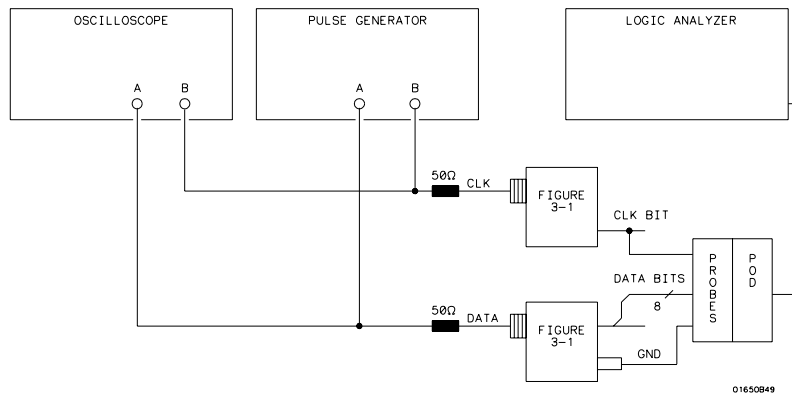 OSCILLOSCOPE
PULSE GENERATOR
LOGIC ANALYZER
A
B
A
B
50Ω
CLK
FIGURE
3-1
CLK BIT
PROBES
POD
DATA BITS
8
50Ω
DATA
FIGURE
3-1
GND
01650B49